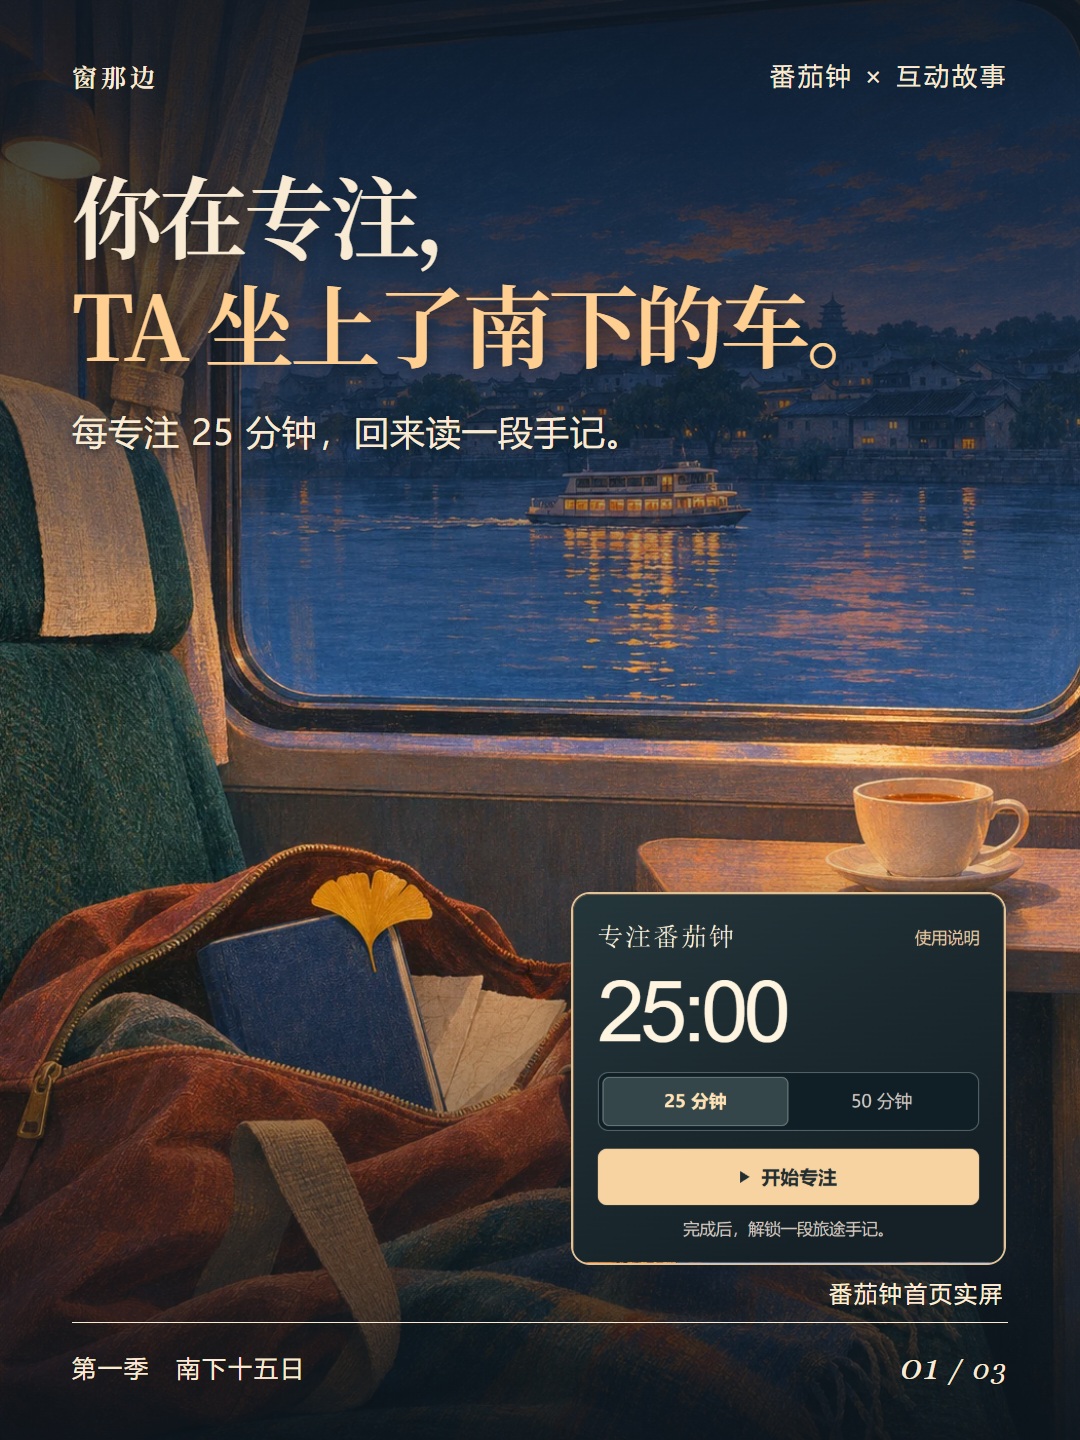 窗那边
番茄钟 × 互动故事
你在专注，
TA 坐上了南下的车。
每专注 25 分钟，回来读一段手记。
专注番茄钟
使用说明
25:00
25 分钟
50 分钟
▶ 开始专注
完成后，解锁一段旅途手记。
番茄钟首页实屏
第一季 南下十五日
01 / 03